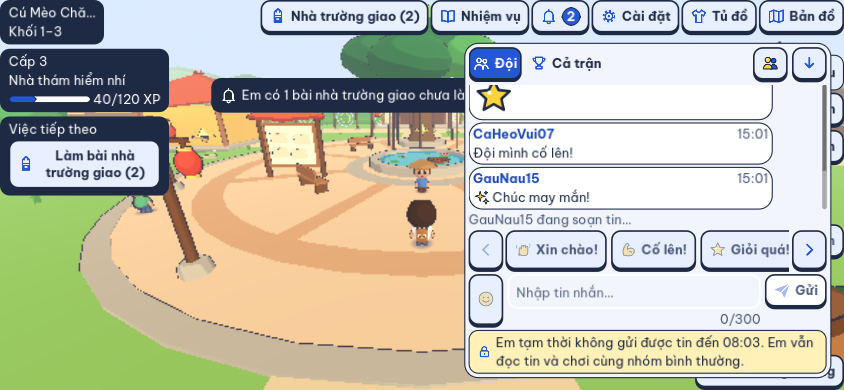 Cú Mèo Chă...
Khối 1–3
Nhà trường giao (2)
Nhiệm vụ
2
Cài đặt
Tủ đồ
Bản đồ
Cấp 3
Nhà thám hiểm nhí
40/120 XP
Em có 1 bài nhà trường giao chưa là
Việc tiếp theo
Làm bài nhà
trường giao (2)
Đội
Cả trận
CaHeoVui07
15:01
Đội mình cố lên!
GauNau15
15:01
Chúc may mắn!
GauNau15 đang soạn tin...
Xin chào!
Cố lên!
Giỏi quá!
Nhập tin nhắn...
Gửi
0/300
Em tạm thời không gửi được tin đến 08:03. Em vẫn
đọc tin và chơi cùng nhóm bình thường.